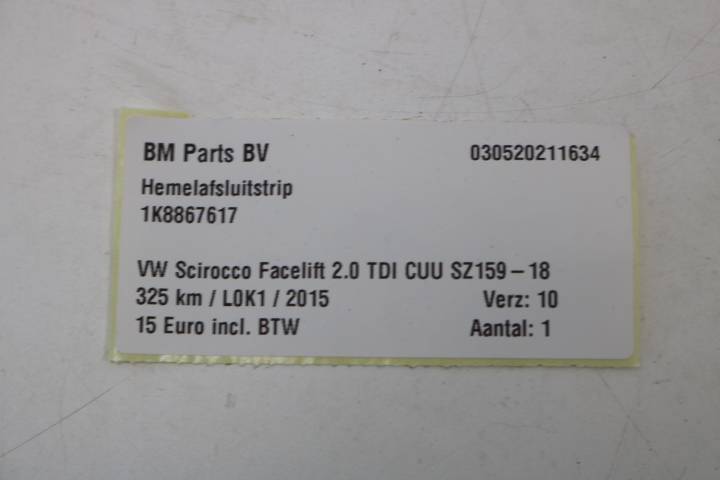 BM Parts BV 030520211634
Hemelafsluitstrip
1K8867617
VW Scirocco Facelift 2.0 TDI CUU SZ159-18
325 km / L0K1 / 2015 Verz: 10
15 Euro incl. BTW Aantal: 1